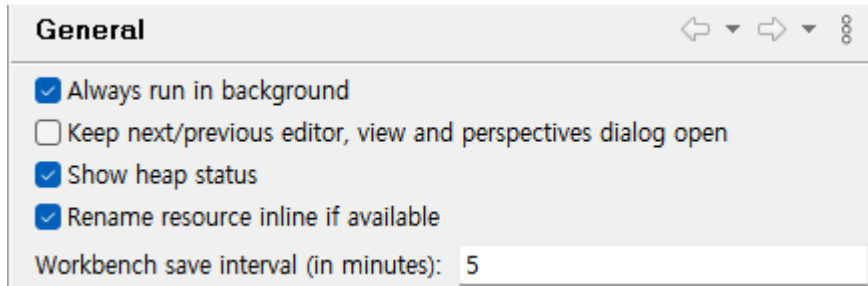 General
Always run in background
Keep next/previous editor, view and perspectives dialog open
Show heap status
Rename resource inline if available
Workbench save interval (in minutes): 5